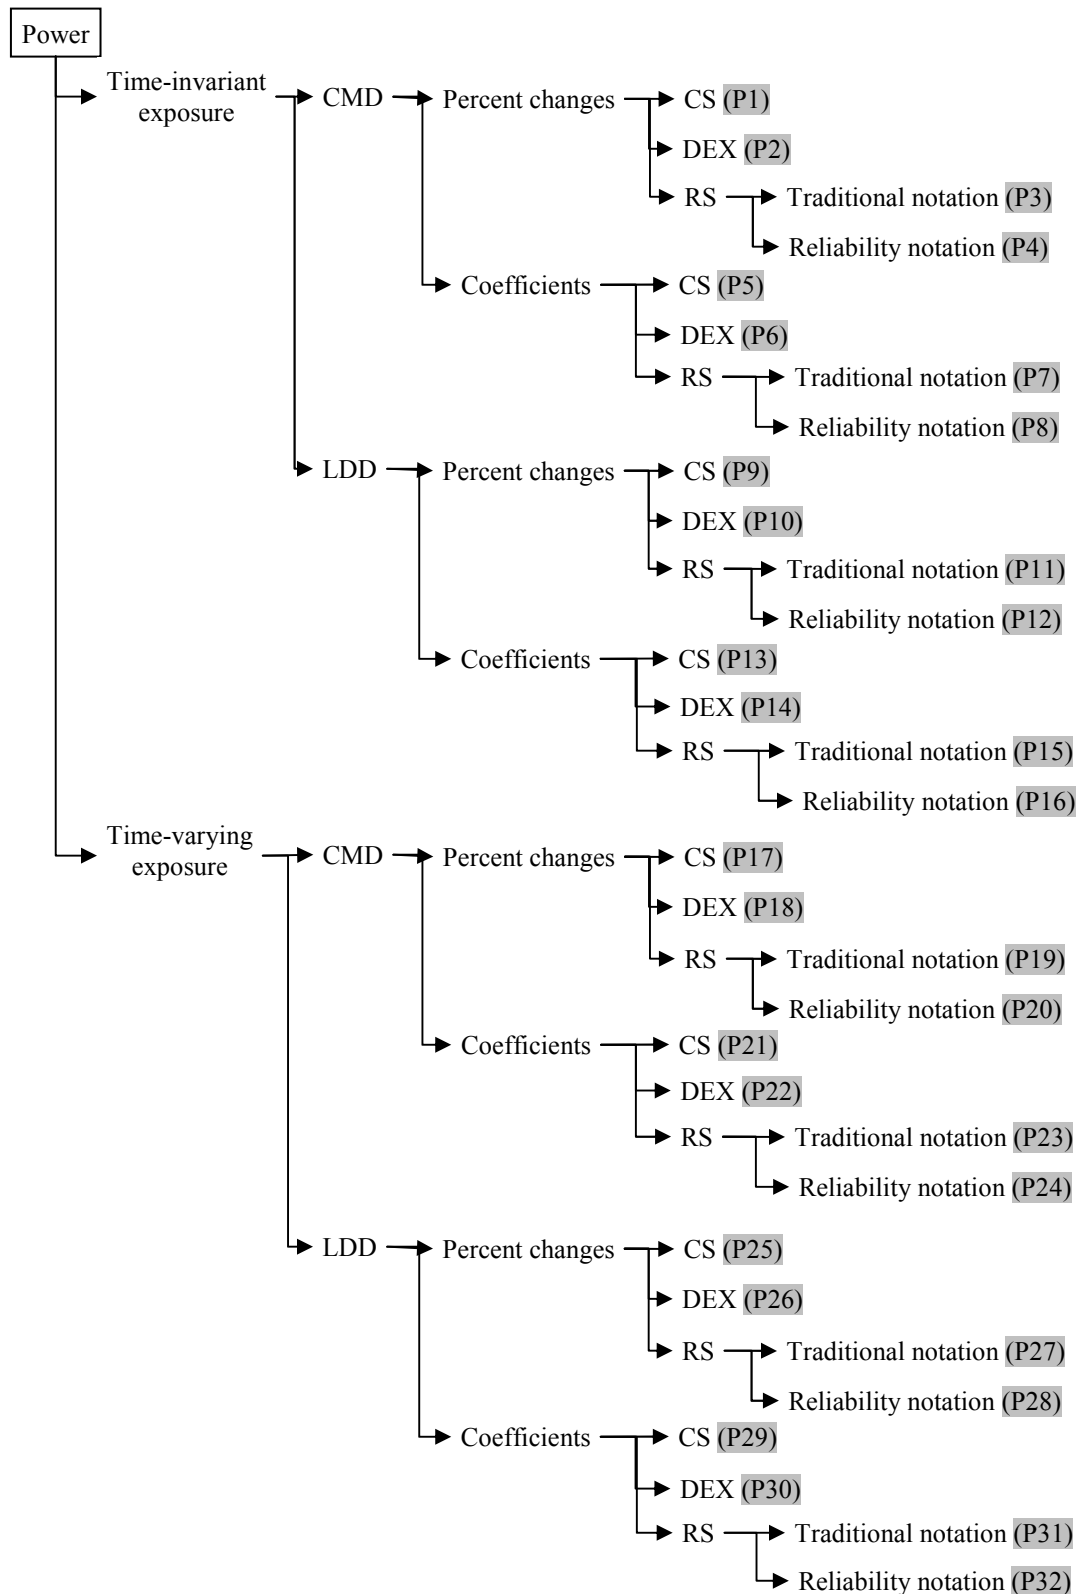 Power
Time-invariant
exposure
CMD
Percent changes
CS (P1)
DEX (P2)
RS
Traditional notation (P3)
Reliability notation (P4)
Coefficients
CS (P5)
DEX (P6)
RS
Traditional notation (P7)
Reliability notation (P8)
LDD
Percent changes
CS (P9)
DEX (P10)
RS
Traditional notation (P11)
Reliability notation (P12)
Coefficients
CS (P13)
DEX (P14)
RS
Traditional notation (P15)
Reliability notation (P16)
Time-varying
exposure
CMD
Percent changes
CS (P17)
DEX (P18)
RS
Traditional notation (P19)
Reliability notation (P20)
Coefficients
CS (P21)
DEX (P22)
RS
Traditional notation (P23)
Reliability notation (P24)
LDD
Percent changes
CS (P25)
DEX (P26)
RS
Traditional notation (P27)
Reliability notation (P28)
Coefficients
CS (P29)
DEX (P30)
RS
Traditional notation (P31)
Reliability notation (P32)